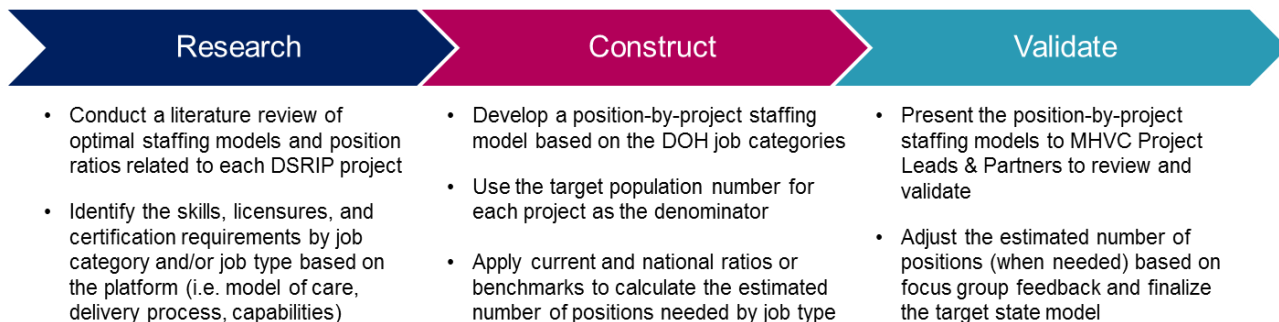 Research
Construct
Validate
• Conduct a literature review of
optimal staffing models and position
ratios related to each DSRIP project
• Identify the skills, licensures, and
certification requirements by job
category and/or job type based on
the platform (i.e. model of care,
delivery process, capabilities)
• Develop a position-by-project staffing
model based on the DOH job categories
• Use the target population number for
each project as the denominator
• Apply current and national ratios or
benchmarks to calculate the estimated
number of positions needed by job type
• Present the position-by-project
staffing models to MHVC Project
Leads & Partners to review and
validate
• Adjust the estimated number of
positions (when needed) based on
focus group feedback and finalize
the target state model